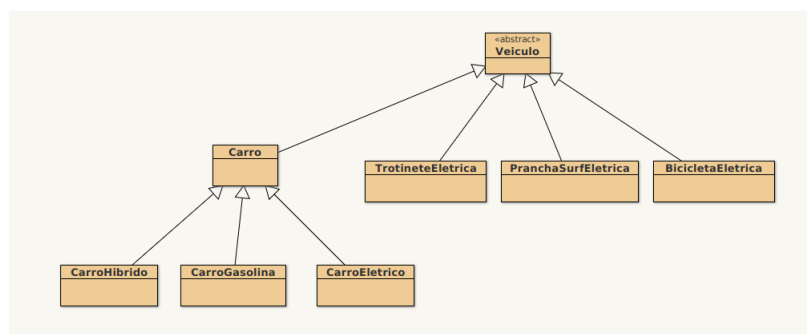 «abstract»
Veiculo
Carro
TrotineteEletrica
PranchaSurfEletrica
BicicletaEletrica
CarroHibrido
CarroGasolina
CarroEletrico